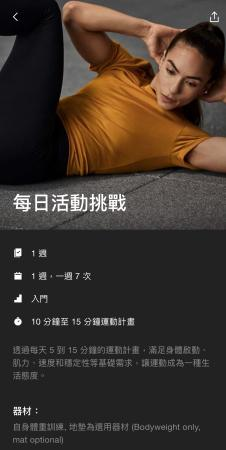 每日活動挑戰
1 週
1 週，一週 7 次
入門
10 分鐘至 15 分鐘運動計畫
透過每天 5 到 15 分鐘的運動計畫，滿足身體啟動、
肌力、速度和穩定性等基礎需求，讓運動成為一種生
活態度。
器材：
自身體重訓練, 地墊為選用器材 (Bodyweight only,
mat optional)